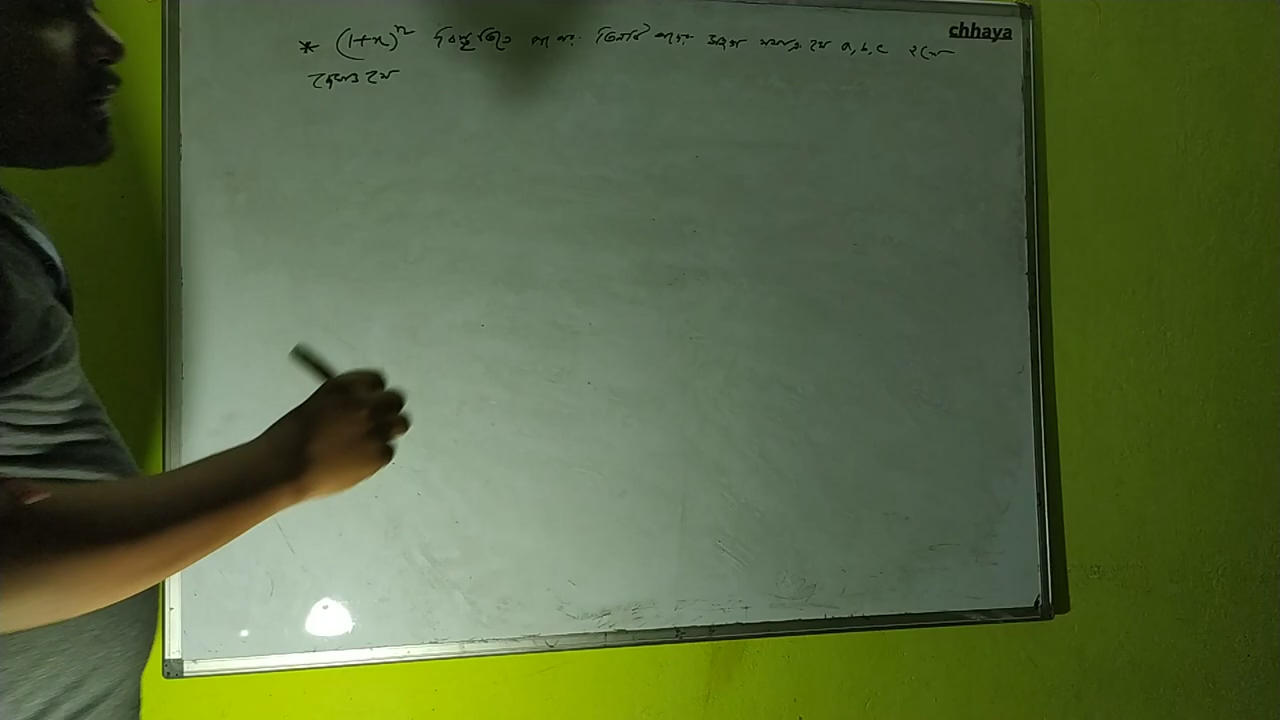 chhaya
* (1+x)^n বিস্তৃতিতে পর পর তিনটি পদের সহগ যথাক্রমে a, b, c হলে
দেখাও যে